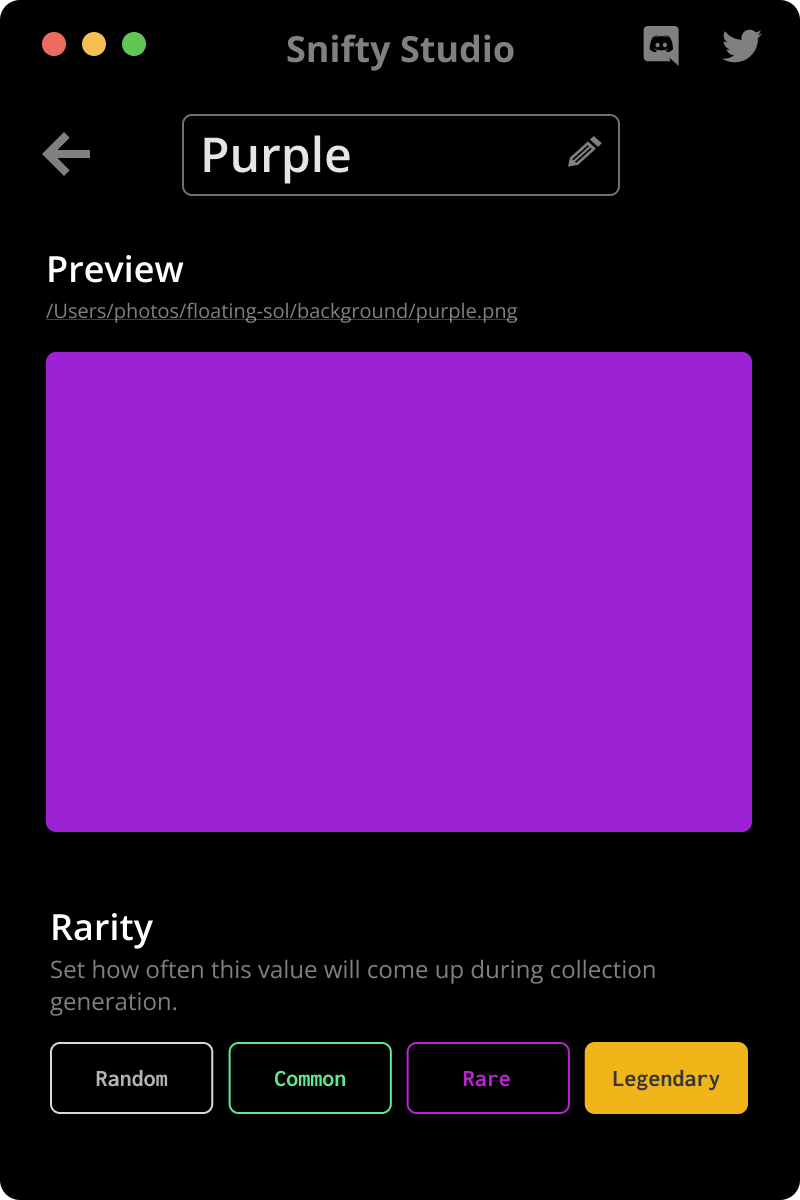 Snifty Studio
Purple
Preview
/Users/photos/floating-sol/background/purple.png
Rarity
Set how often this value will come up during collection
generation.
Random
Common
Rare
Legendary